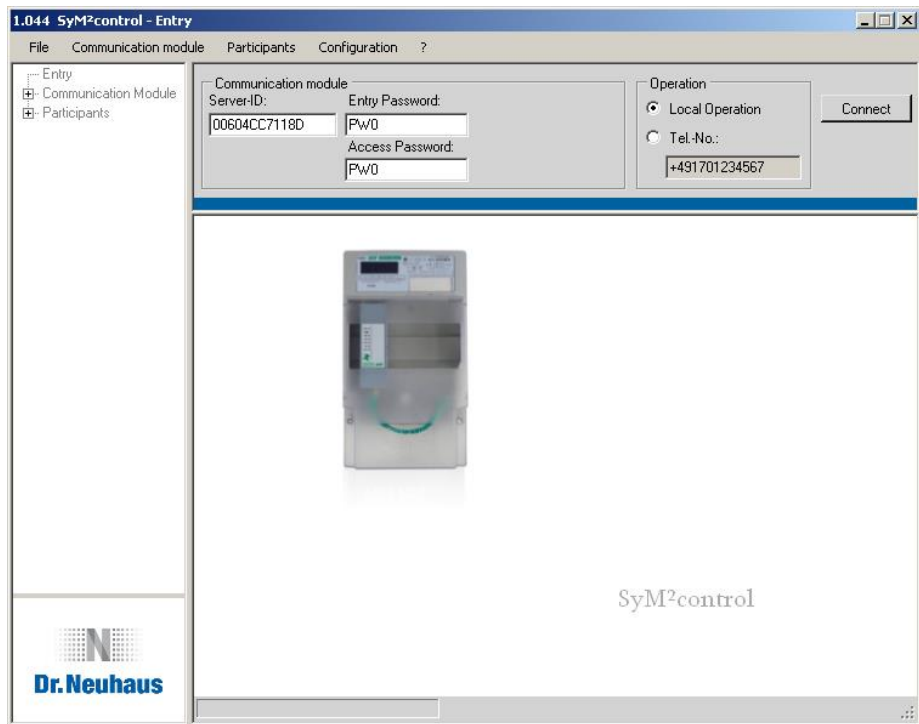 1.044 SyM²control - Entry
File Communication module Participants Configuration ?
Entry
Communication Module
Participants
Communication module
Server-ID: Entry Password:
00604CC7118D PW0
Access Password:
PW0
Operation
Local Operation
Tel.-No.:
+491701234567
Connect
SyM²control
N
Dr.Neuhaus